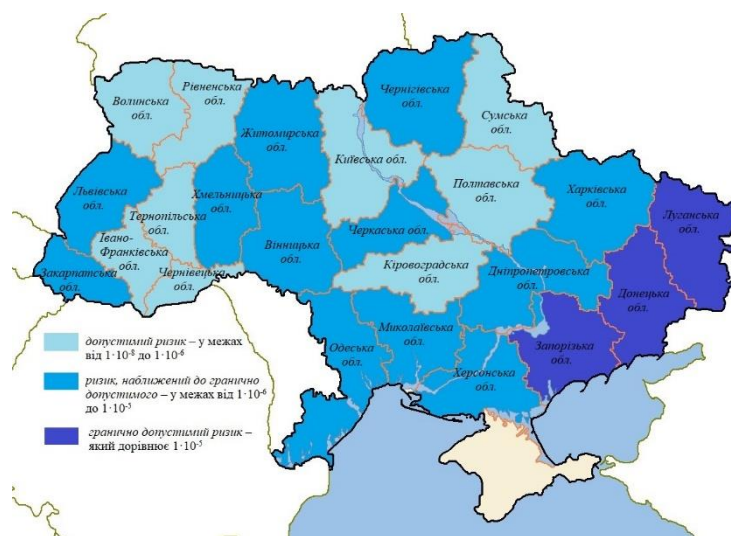 Волинська
обл.
Рівненська
обл.
Житомирська
обл.
Київська обл.
Чернігівська
обл.
Сумська
обл.
Львівська
обл.
Тернопільська
обл.
Хмельницька
обл.
Вінницька
обл.
Черкаська обл.
Полтавська
обл.
Харківська
обл.
Луганська
обл.
Закарпатська
обл.
Івано-
Франківська
обл.
Чернівецька
обл.
Кіровоградська
обл.
Дніпропетровська
обл.
Донецька
обл.
Одеська
обл.
Миколаївська
обл.
Херсонська
обл.
Запорізька
обл.
допустимий ризик – у межах
від 1·10⁻⁸ до 1·10⁻⁶
ризик, наближений до гранично
допустимого – у межах від 1·10⁻⁶
до 1·10⁻⁵
гранично допустимий ризик –
який дорівнює 1·10⁻⁵